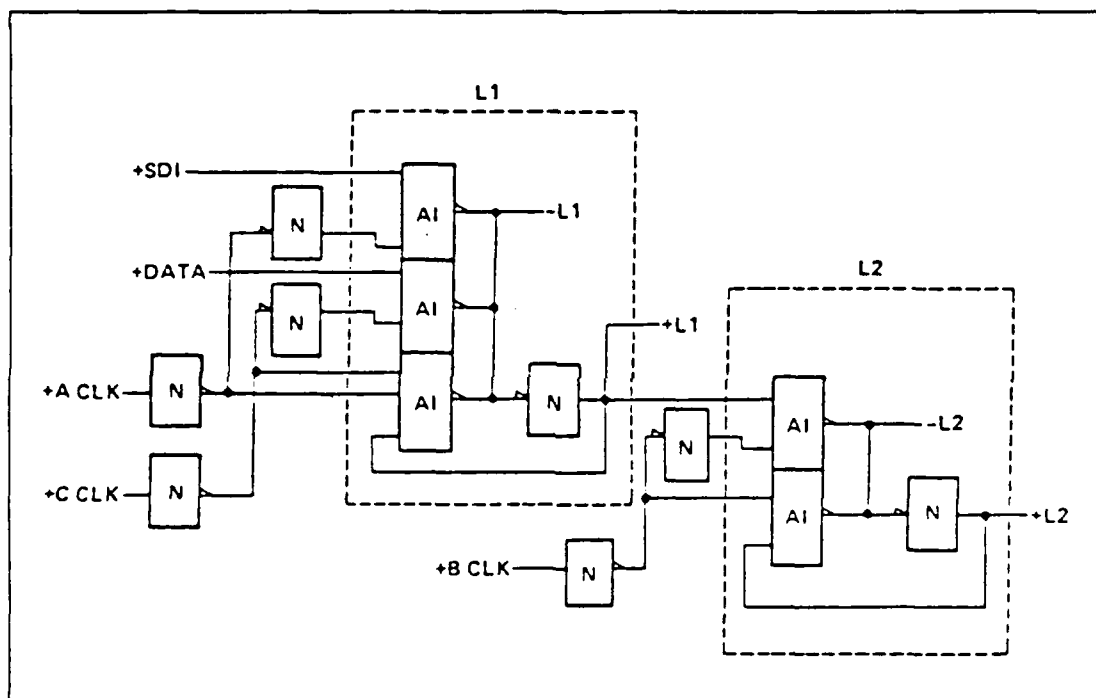 L1
+SDI
AI
N
-L1
+DATA
AI
N
L2
+L1
+A CLK
N
AI
N
AI
-L2
N
+C CLK
N
AI
N
+L2
+B CLK
N